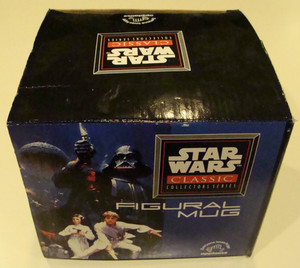 STAR
WARS
CLASSIC
COLLECTORS SERIES
STAR
WARS
CLASSIC
COLLECTORS SERIES
FIGURAL
MUG